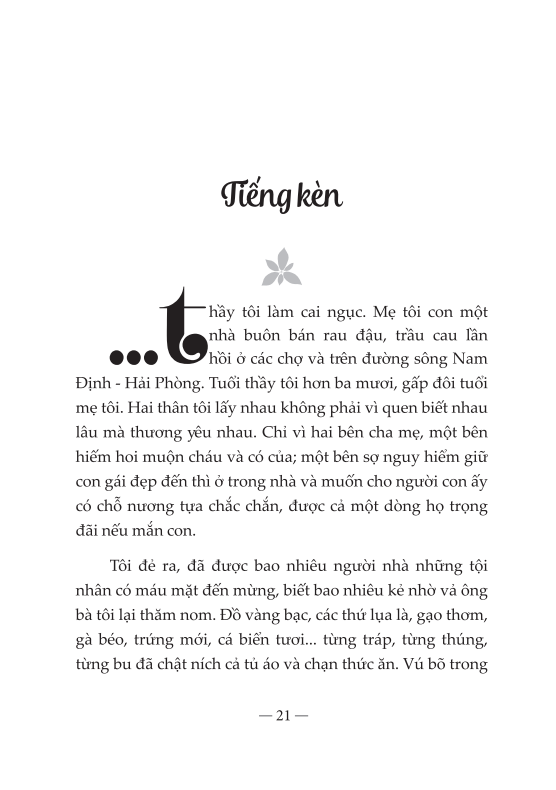 Tiếng kèn
...thầy tôi làm cai ngục. Mẹ tôi con một
nhà buôn bán rau đậu, trầu cau lần
hồi ở các chợ và trên đường sông Nam
Định - Hải Phòng. Tuổi thầy tôi hơn ba mươi, gấp đôi tuổi
mẹ tôi. Hai thân tôi lấy nhau không phải vì quen biết nhau
lâu mà thương yêu nhau. Chỉ vì hai bên cha mẹ, một bên
hiếm hoi muộn cháu và có của; một bên sợ nguy hiểm giữ
con gái đẹp đến thì ở trong nhà và muốn cho người con ấy
có chỗ nương tựa chắc chắn, được cả một dòng họ trọng
đãi nếu mắn con.
Tôi đẻ ra, đã được bao nhiêu người nhà những tội
nhân có máu mặt đến mừng, biết bao nhiêu kẻ nhờ vả ông
bà tôi lại thăm nom. Đồ vàng bạc, các thứ lụa là, gạo thơm,
gà béo, trứng mới, cá biển tươi... từng tráp, từng thúng,
từng bu đã chật ních cả tủ áo và chạn thức ăn. Vú bõ trong
— 21 —